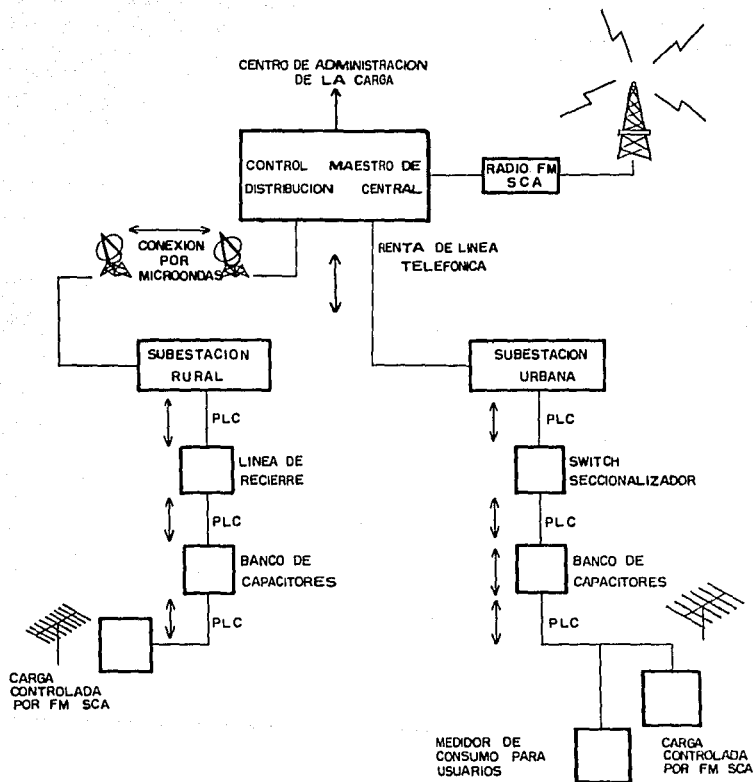 CENTRO DE ADMINISTRACION
DE LA CARGA
CONTROL MAESTRO DE
DISTRIBUCION CENTRAL
RADIO FM
SCA
CONEXION
POR
MICROONDAS
RENTA DE LINEA
TELEFONICA
SUBESTACION
RURAL
SUBESTACION
URBANA
PLC
PLC
LINEA DE
RECIERRE
SWITCH
SECCIONALIZADOR
PLC
PLC
BANCO DE
CAPACITORES
BANCO DE
CAPACITORES
PLC
PLC
CARGA
CONTROLADA
POR FM SCA
MEDIDOR DE
CONSUMO PARA
USUARIOS
CARGA
CONTROLADA
POR FM SCA